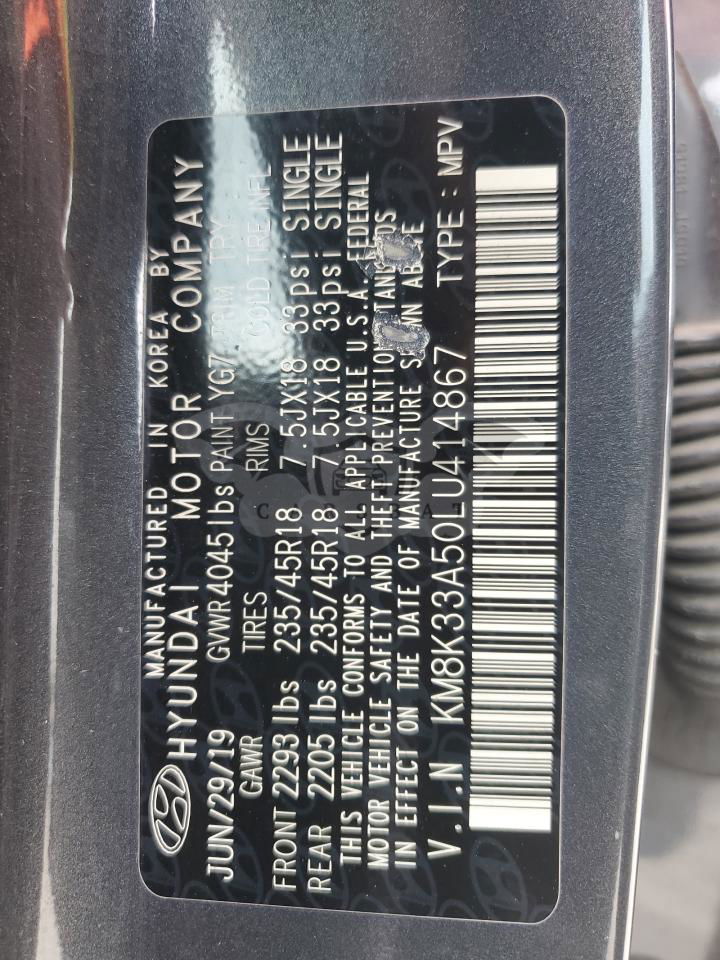 MANUFACTURED IN KOREA BY
HYUNDAI MOTOR COMPANY
JUN/29/19 GVWR4045lbs PAINT YG7 TRIM TRY
GAWR TIRES RIMS COLD TIRE INFL
FRONT 2293 lbs 235/45R18 7.5JX18 33psi SINGLE
REAR 2205 lbs 235/45R18 7.5JX18 33psi SINGLE
THIS VEHICLE CONFORMS TO ALL APPLICABLE U.S.A. FEDERAL
MOTOR VEHICLE SAFETY AND THEFT PREVENTION
IN EFFECT ON THE DATE OF MANUFACTURE
V.I.N KM8K33A50LU414867 TYPE : MPV